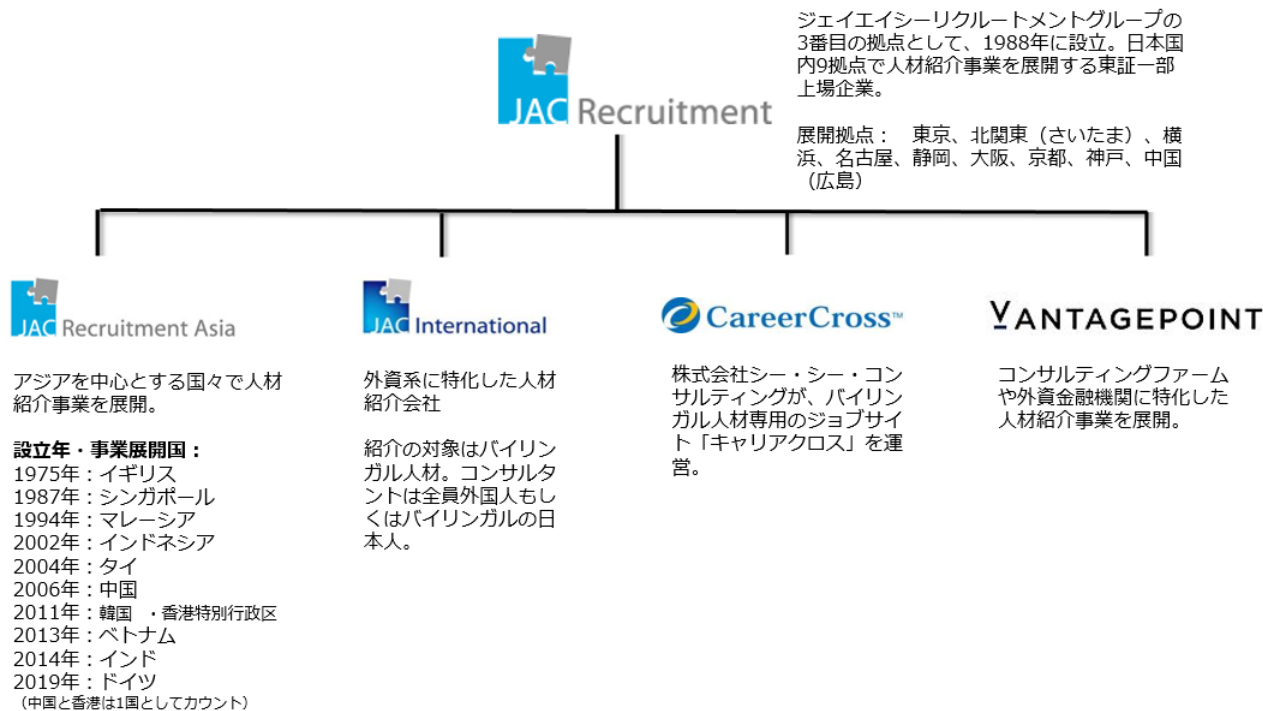 JAC Recruitment
ジェイエイシーリクルートメントグループの
3番目の拠点として、1988年に設立。日本国
内9拠点で人材紹介事業を展開する東証一部
上場企業。
展開拠点：　東京、北関東（さいたま）、横
浜、名古屋、静岡、大阪、京都、神戸、中国
（広島）
JAC Recruitment Asia
アジアを中心とする国々で人材
紹介事業を展開。
設立年・事業展開国：
1975年：イギリス
1987年：シンガポール
1994年：マレーシア
2002年：インドネシア
2004年：タイ
2006年：中国
2011年：韓国　・香港特別行政区
2013年：ベトナム
2014年：インド
2019年：ドイツ
（中国と香港は1国としてカウント）
JAC International
外資系に特化した人材
紹介会社
紹介の対象はバイリン
ガル人材。コンサルタ
ントは全員外国人もし
くはバイリンガルの日
本人。
CareerCross™
株式会社シー・シー・コン
サルティングが、バイリン
ガル人材専用のジョブサイ
ト「キャリアクロス」を運
営。
VANTAGEPOINT
コンサルティングファーム
や外資金融機関に特化した
人材紹介事業を展開。